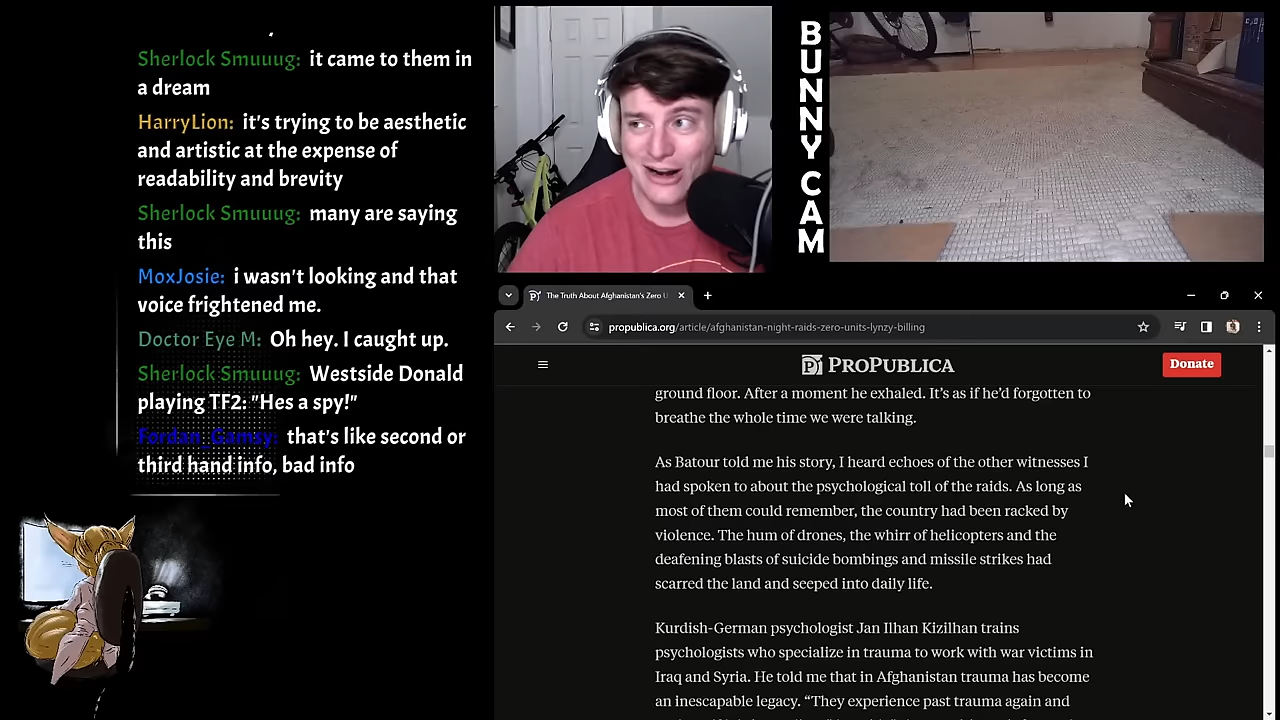 Sherlock Smuuug: it came to them in
a dream
HarryLion: it's trying to be aesthetic
and artistic at the expense of
readability and brevity
Sherlock Smuuug: many are saying
this
MoxJosie: i wasn't looking and that
voice frightened me.
Doctor Eye M: Oh hey. I caught up.
Sherlock Smuuug: Westside Donald
playing TF2: "Hes a spy!"
Fordan_Gamsy: that's like second or
third hand info, bad info
BUNNY CAM
The Truth About Afghanistan's Zero U
propublica.org/article/afghanistan-night-raids-zero-units-lynzy-billing
PROPUBLICA
Donate
ground floor. After a moment he exhaled. It's as if he'd forgotten to
breathe the whole time we were talking.
As Batour told me his story, I heard echoes of the other witnesses I
had spoken to about the psychological toll of the raids. As long as
most of them could remember, the country had been racked by
violence. The hum of drones, the whirr of helicopters and the
deafening blasts of suicide bombings and missile strikes had
scarred the land and seeped into daily life.
Kurdish-German psychologist Jan Ilhan Kizilhan trains
psychologists who specialize in trauma to work with war victims in
Iraq and Syria. He told me that in Afghanistan trauma has become
an inescapable legacy. “They experience past trauma again and